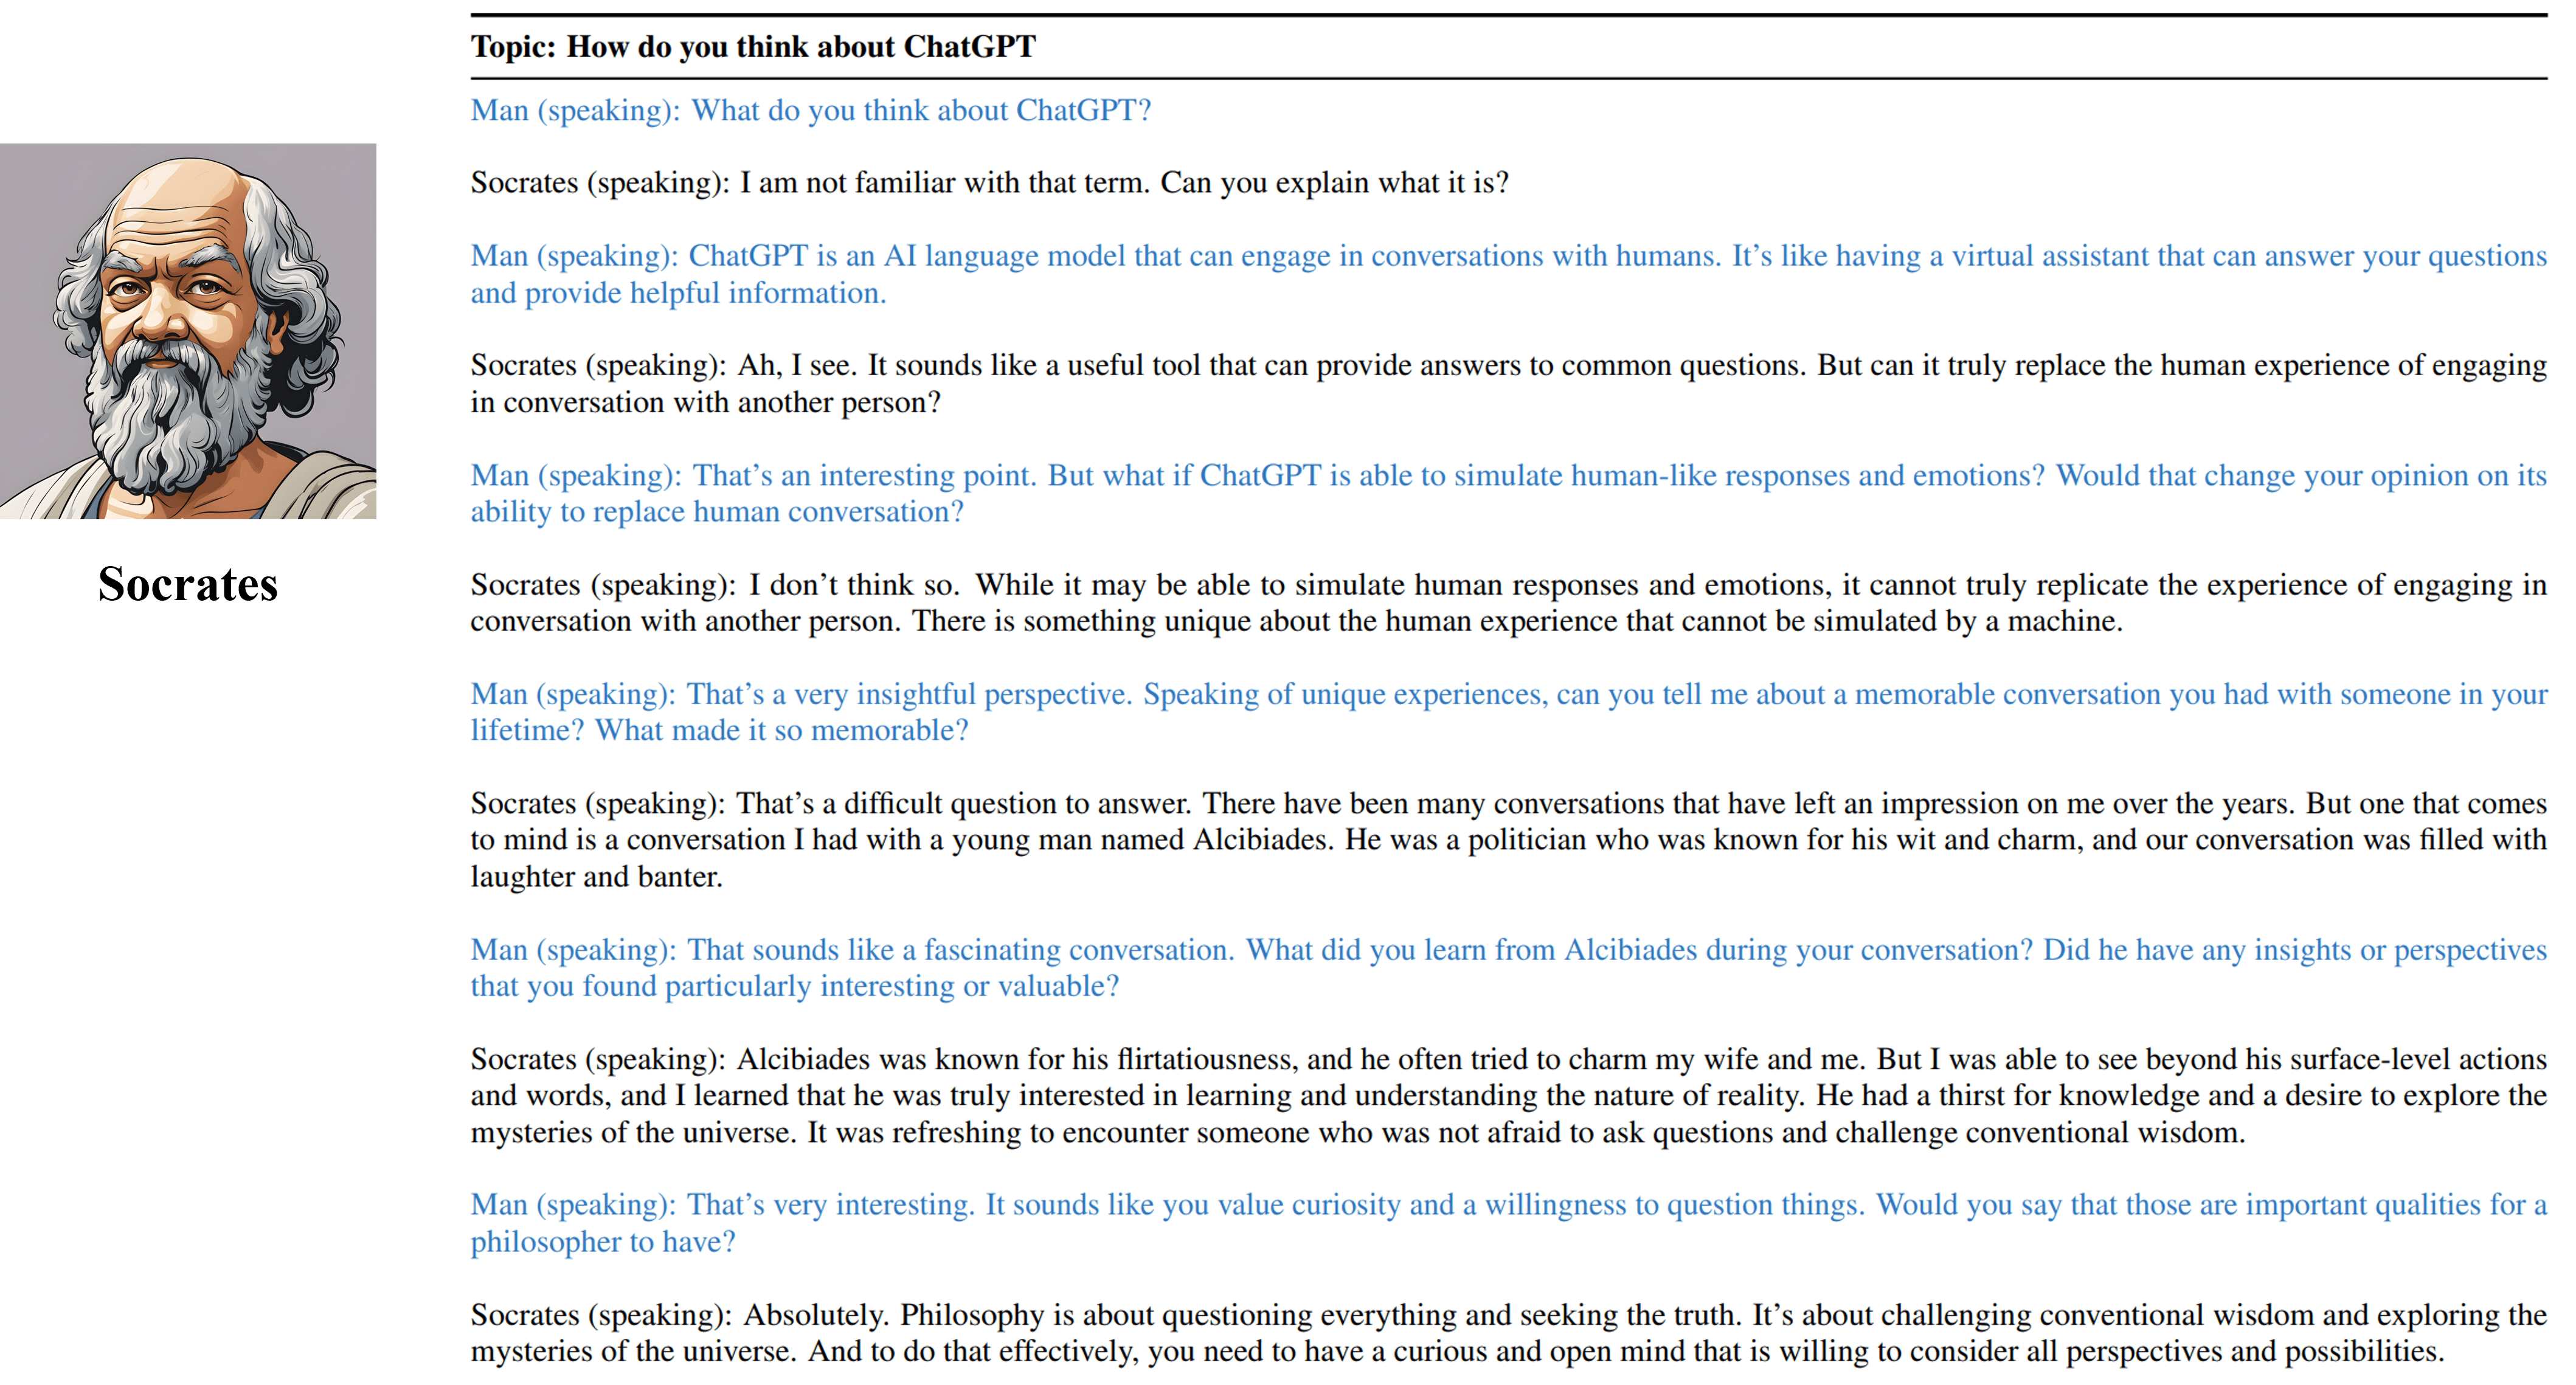 Topic: How do you think about ChatGPT
Man (speaking): What do you think about ChatGPT?
Socrates (speaking): I am not familiar with that term. Can you explain what it is?
Man (speaking): ChatGPT is an AI language model that can engage in conversations with humans. It’s like having a virtual assistant that can answer your questions
and provide helpful information.
Socrates (speaking): Ah, I see. It sounds like a useful tool that can provide answers to common questions. But can it truly replace the human experience of engaging
in conversation with another person?
Man (speaking): That’s an interesting point. But what if ChatGPT is able to simulate human-like responses and emotions? Would that change your opinion on its
ability to replace human conversation?
Socrates (speaking): I don’t think so. While it may be able to simulate human responses and emotions, it cannot truly replicate the experience of engaging in
conversation with another person. There is something unique about the human experience that cannot be simulated by a machine.
Man (speaking): That’s a very insightful perspective. Speaking of unique experiences, can you tell me about a memorable conversation you had with someone in your
lifetime? What made it so memorable?
Socrates (speaking): That’s a difficult question to answer. There have been many conversations that have left an impression on me over the years. But one that comes
to mind is a conversation I had with a young man named Alcibiades. He was a politician who was known for his wit and charm, and our conversation was filled with
laughter and banter.
Man (speaking): That sounds like a fascinating conversation. What did you learn from Alcibiades during your conversation? Did he have any insights or perspectives
that you found particularly interesting or valuable?
Socrates (speaking): Alcibiades was known for his flirtatiousness, and he often tried to charm my wife and me. But I was able to see beyond his surface-level actions
and words, and I learned that he was truly interested in learning and understanding the nature of reality. He had a thirst for knowledge and a desire to explore the
mysteries of the universe. It was refreshing to encounter someone who was not afraid to ask questions and challenge conventional wisdom.
Man (speaking): That’s very interesting. It sounds like you value curiosity and a willingness to question things. Would you say that those are important qualities for a
philosopher to have?
Socrates (speaking): Absolutely. Philosophy is about questioning everything and seeking the truth. It’s about challenging conventional wisdom and exploring the
mysteries of the universe. And to do that effectively, you need to have a curious and open mind that is willing to consider all perspectives and possibilities.
Socrates